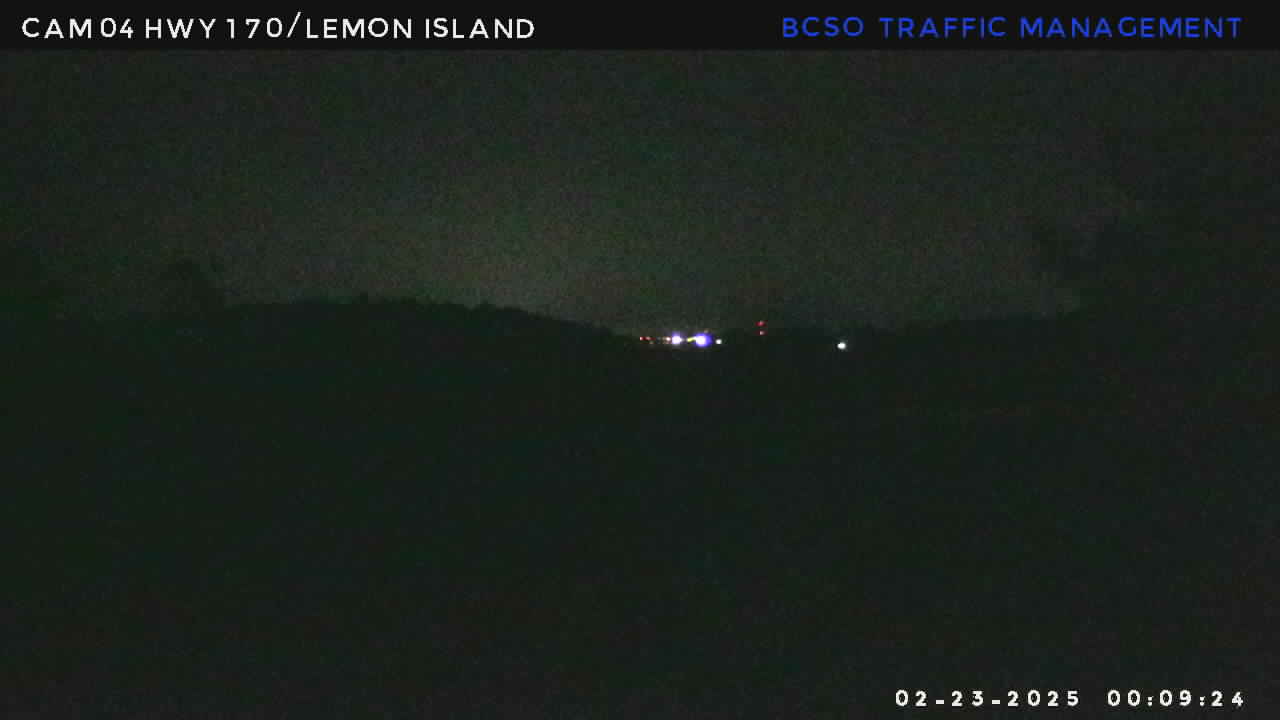 CAM04 HWY 170/LEMON ISLAND
BCSO TRAFFIC MANAGEMENT
02-23-2025 00:09:24